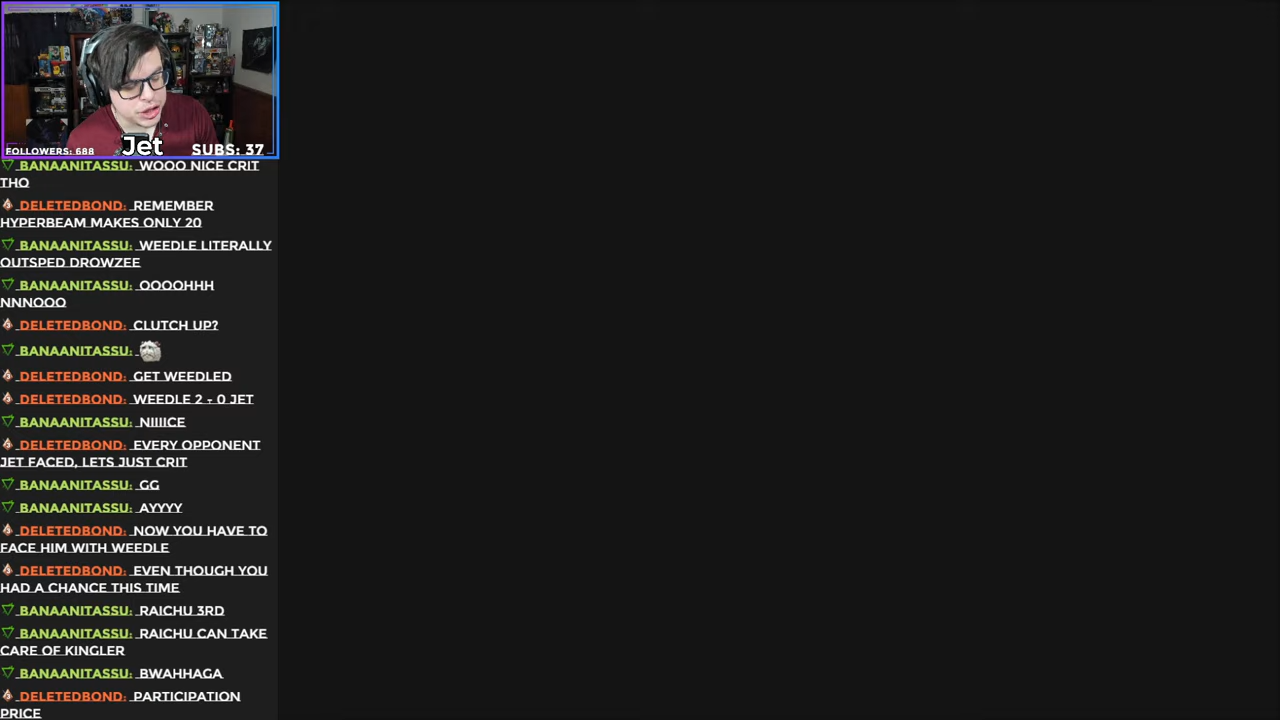 Jet
FOLLOWERS: 688
SUBS: 37
BANAANITASSU: WOOO NICE CRIT
THO
DELETEDBOND: REMEMBER
HYPERBEAM MAKES ONLY 20
BANAANITASSU: WEEDLE LITERALLY
OUTSPED DROWZEE
BANAANITASSU: OOOOHHH
NNNOOO
DELETEDBOND: CLUTCH UP?
BANAANITASSU:
DELETEDBOND: GET WEEDLED
DELETEDBOND: WEEDLE 2 - 0 JET
BANAANITASSU: NIIIICE
DELETEDBOND: EVERY OPPONENT
JET FACED, LETS JUST CRIT
BANAANITASSU: GG
BANAANITASSU: AYYYY
DELETEDBOND: NOW YOU HAVE TO
FACE HIM WITH WEEDLE
DELETEDBOND: EVEN THOUGH YOU
HAD A CHANCE THIS TIME
BANAANITASSU: RAICHU 3RD
BANAANITASSU: RAICHU CAN TAKE
CARE OF KINGLER
BANAANITASSU: BWAHHAGA
DELETEDBOND: PARTICIPATION
PRICE